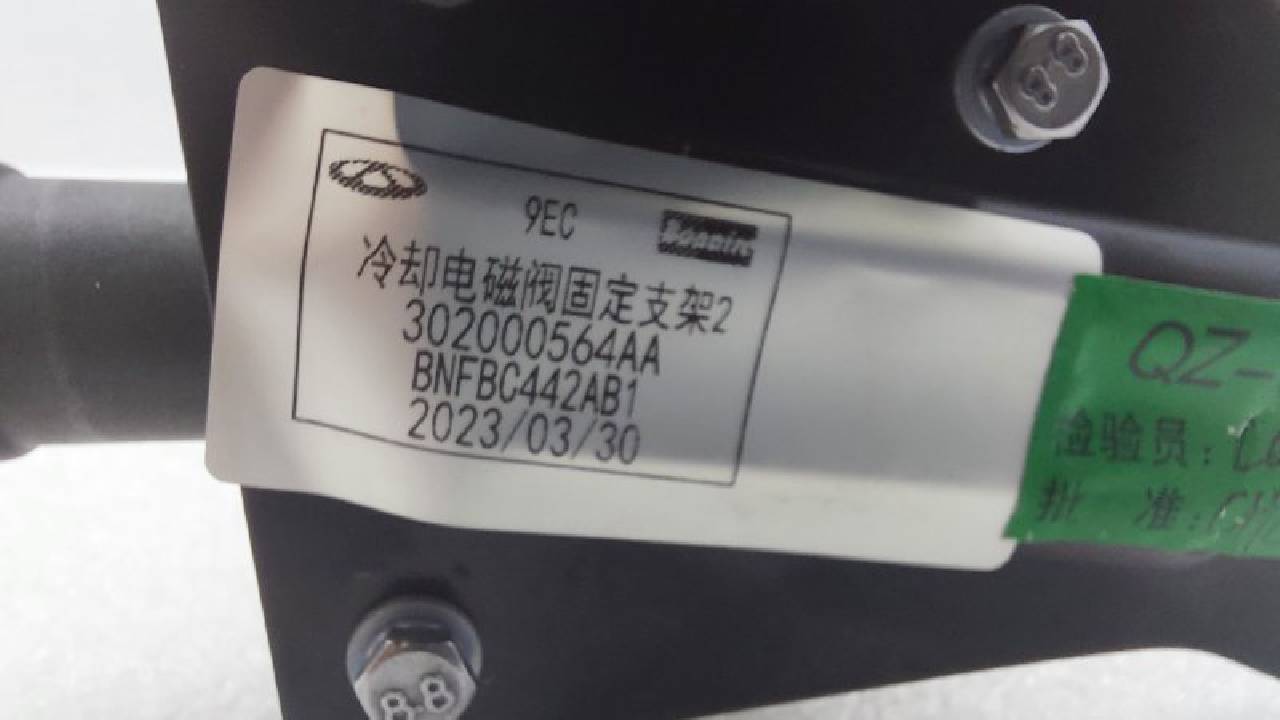 9EC
冷却电磁阀固定支架2
302000564AA
BNFBC442AB1
2023/03/30
QZ-
检验员:
批 准:
8.8
8.8